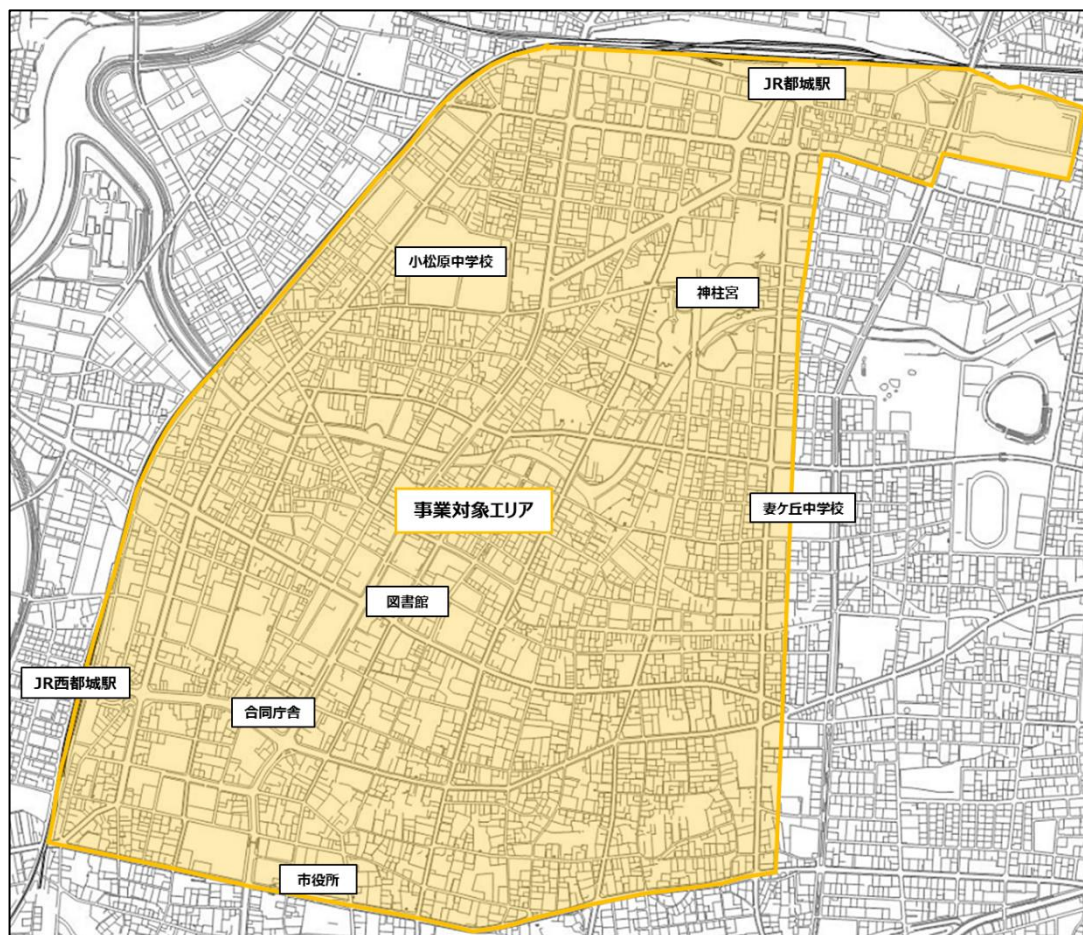 JR都城駅
小松原中学校
神柱宮
事業対象エリア
妻ケ丘中学校
図書館
JR西都城駅
合同庁舎
市役所